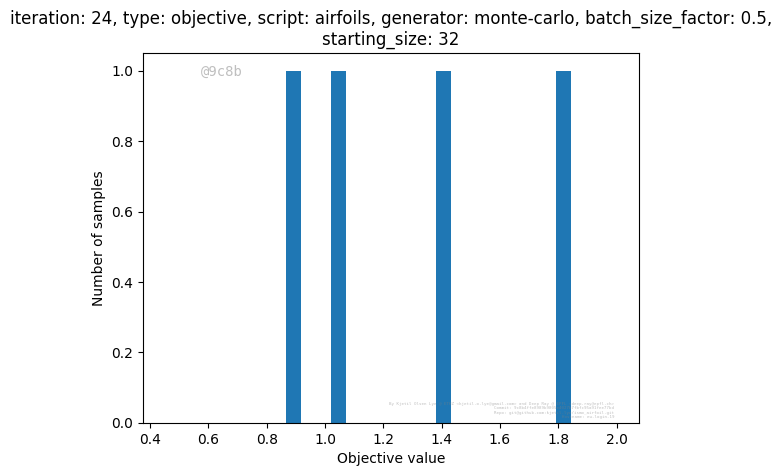 iteration: 24, type: objective, script: airfoils, generator: monte-carlo, batch_size_factor: 0.5,
starting_size: 32
@9c8b
1.0
0.8
0.6
0.4
0.2
0.0
Number of samples
0.4 0.6 0.8 1.0 1.2 1.4 1.6 1.8 2.0
Objective value